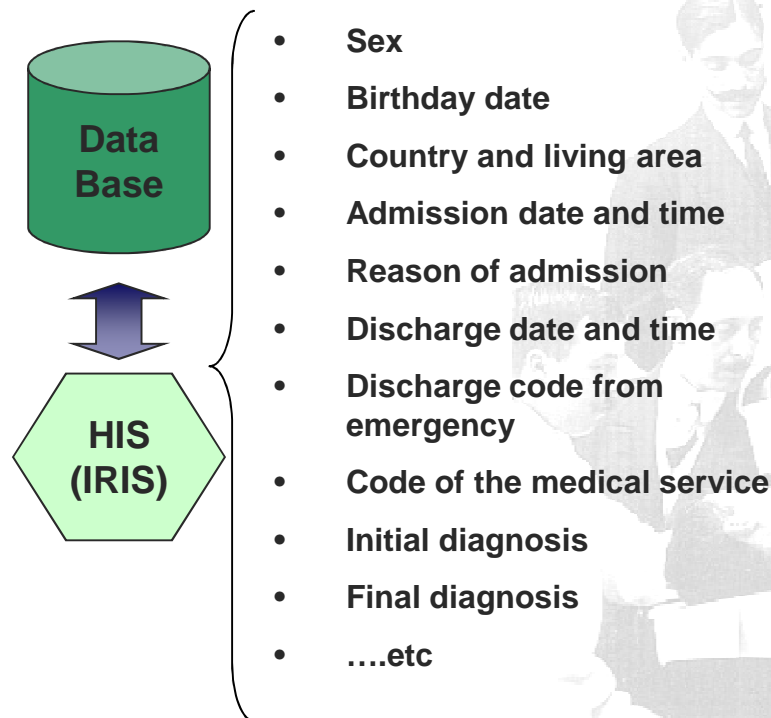 Data
Base
HIS
(IRIS)
• Sex
• Birthday date
• Country and living area
• Admission date and time
• Reason of admission
• Discharge date and time
• Discharge code from
emergency
• Code of the medical service
• Initial diagnosis
• Final diagnosis
• ….etc